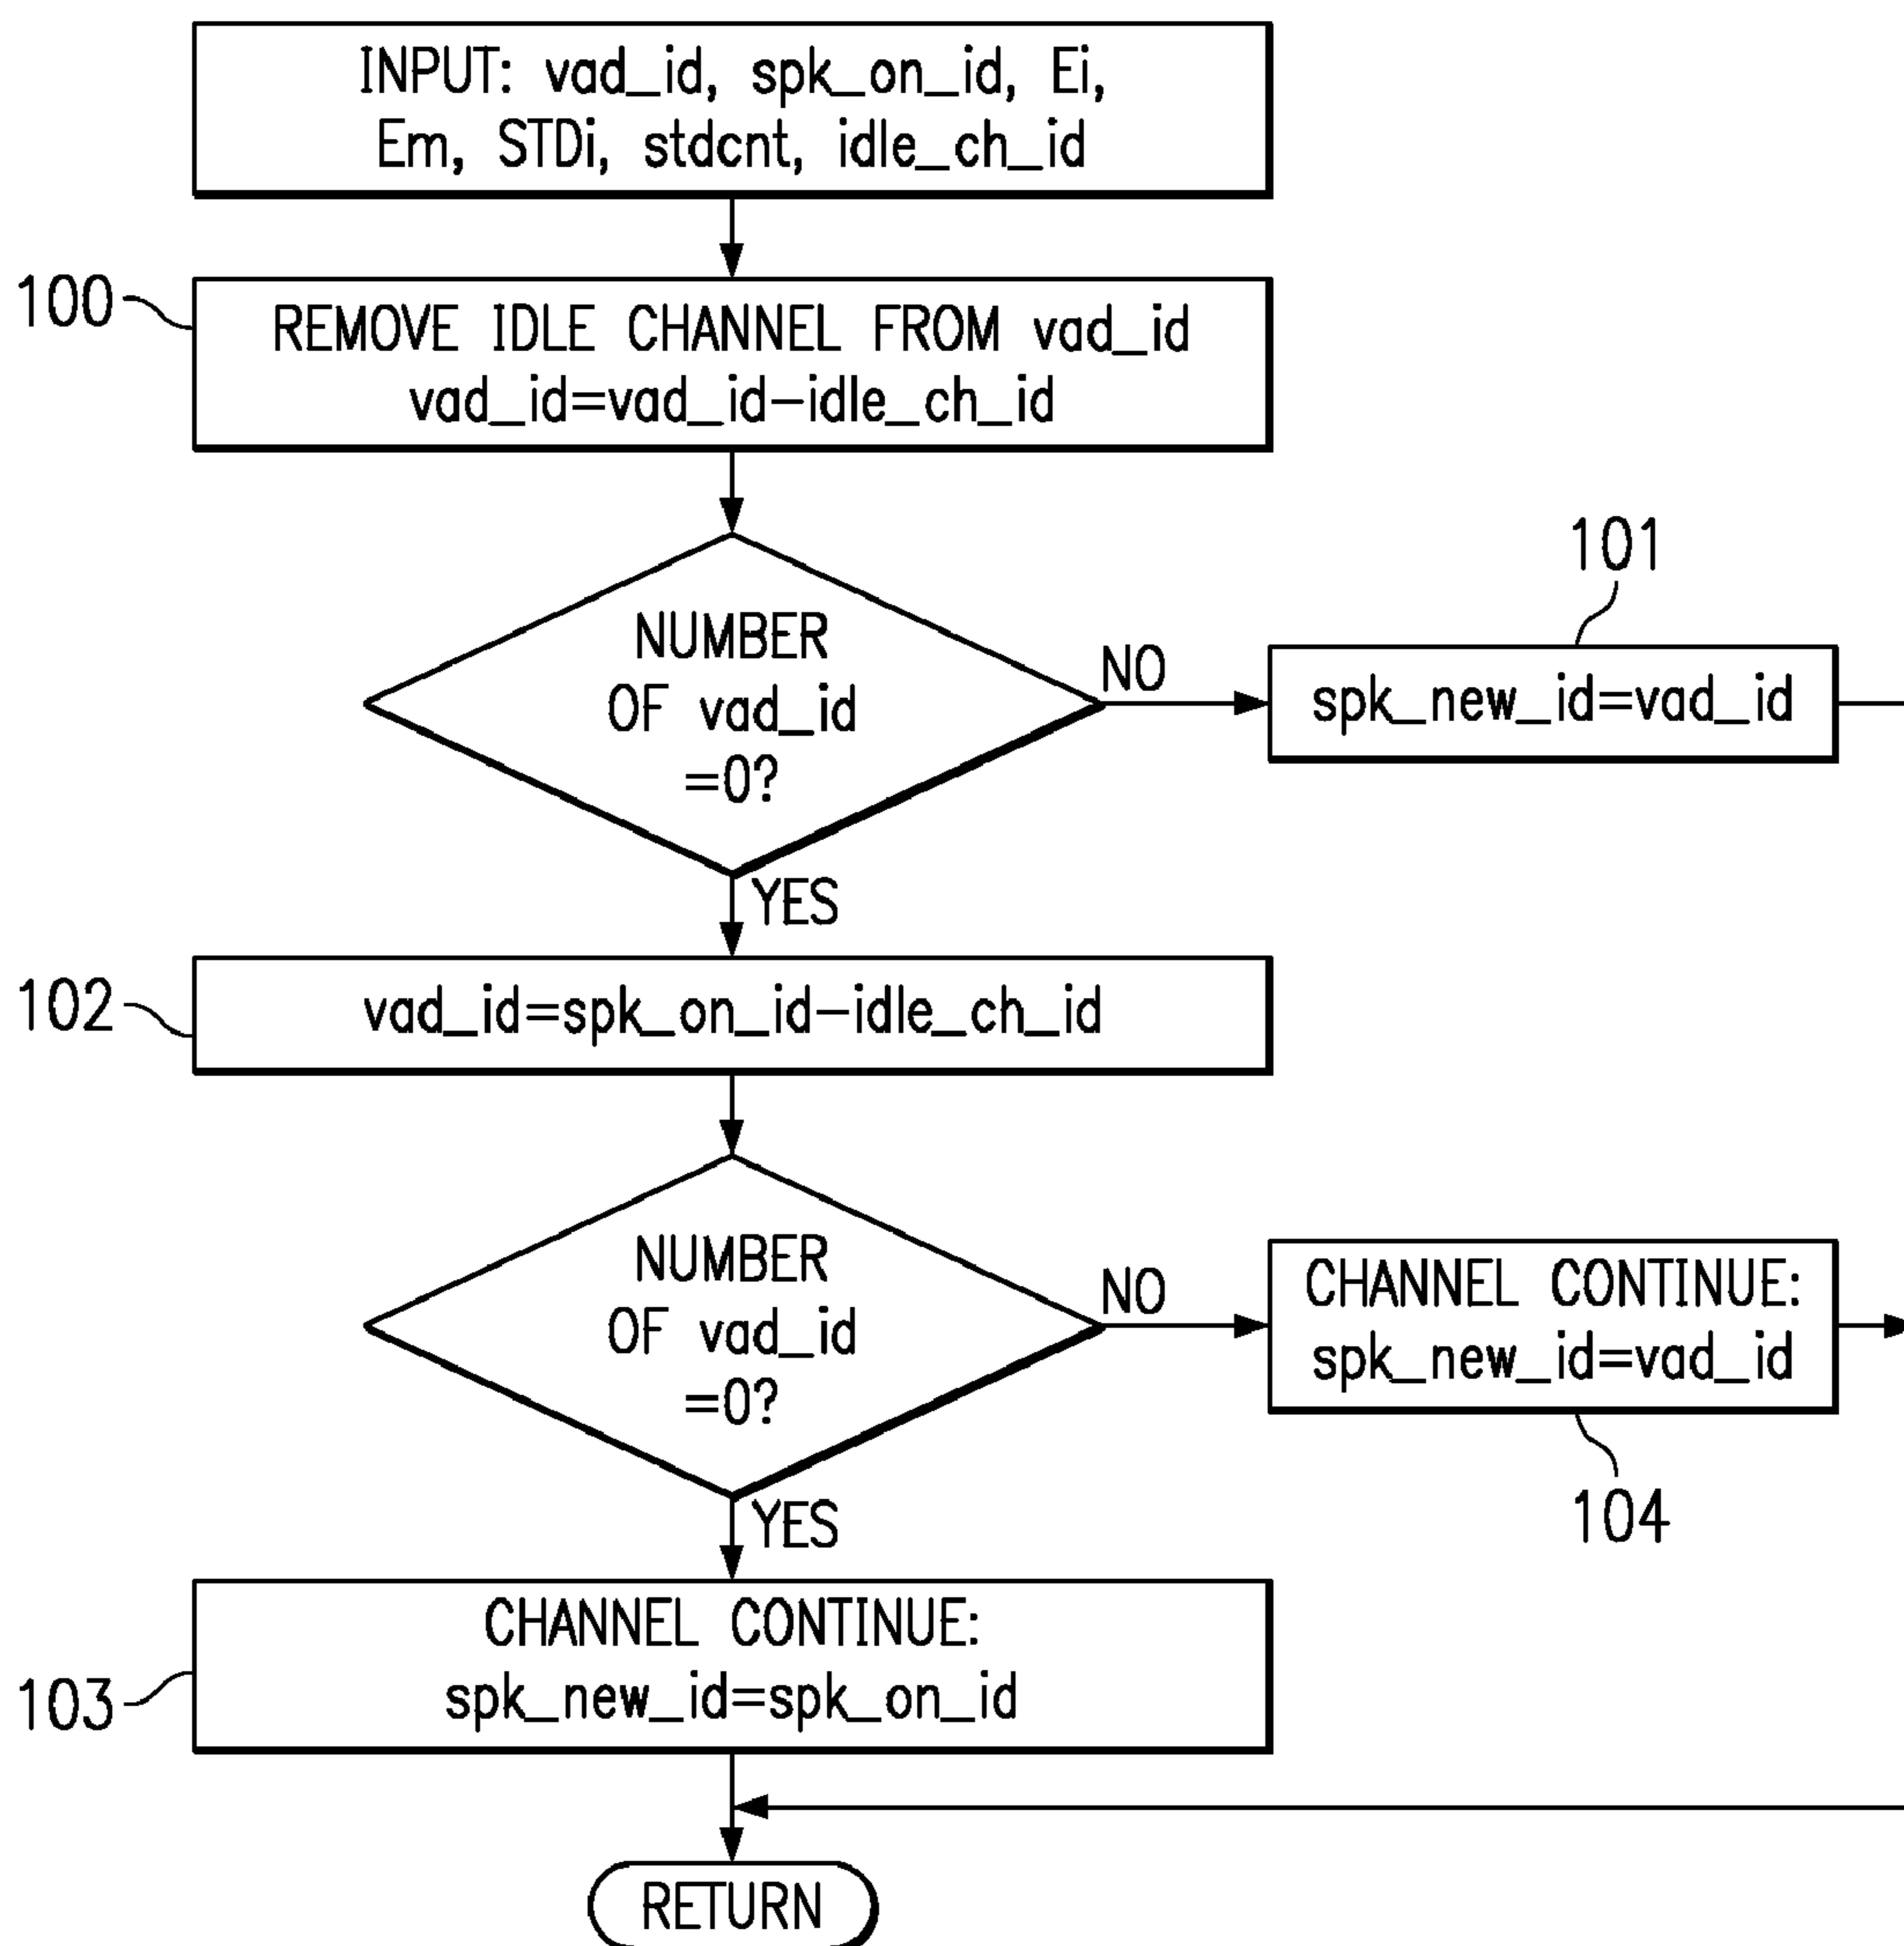 INPUT: vad_id, spk_on_id, Ei,
Em, STDi, stdcnt, idle_ch_id
100
REMOVE IDLE CHANNEL FROM vad_id
vad_id=vad_id-idle_ch_id
NUMBER
OF vad_id
=0?
NO
101
spk_new_id=vad_id
YES
102
vad_id=spk_on_id-idle_ch_id
NUMBER
OF vad_id
=0?
NO
CHANNEL CONTINUE:
spk_new_id=vad_id
104
YES
CHANNEL CONTINUE:
spk_new_id=spk_on_id
103
RETURN